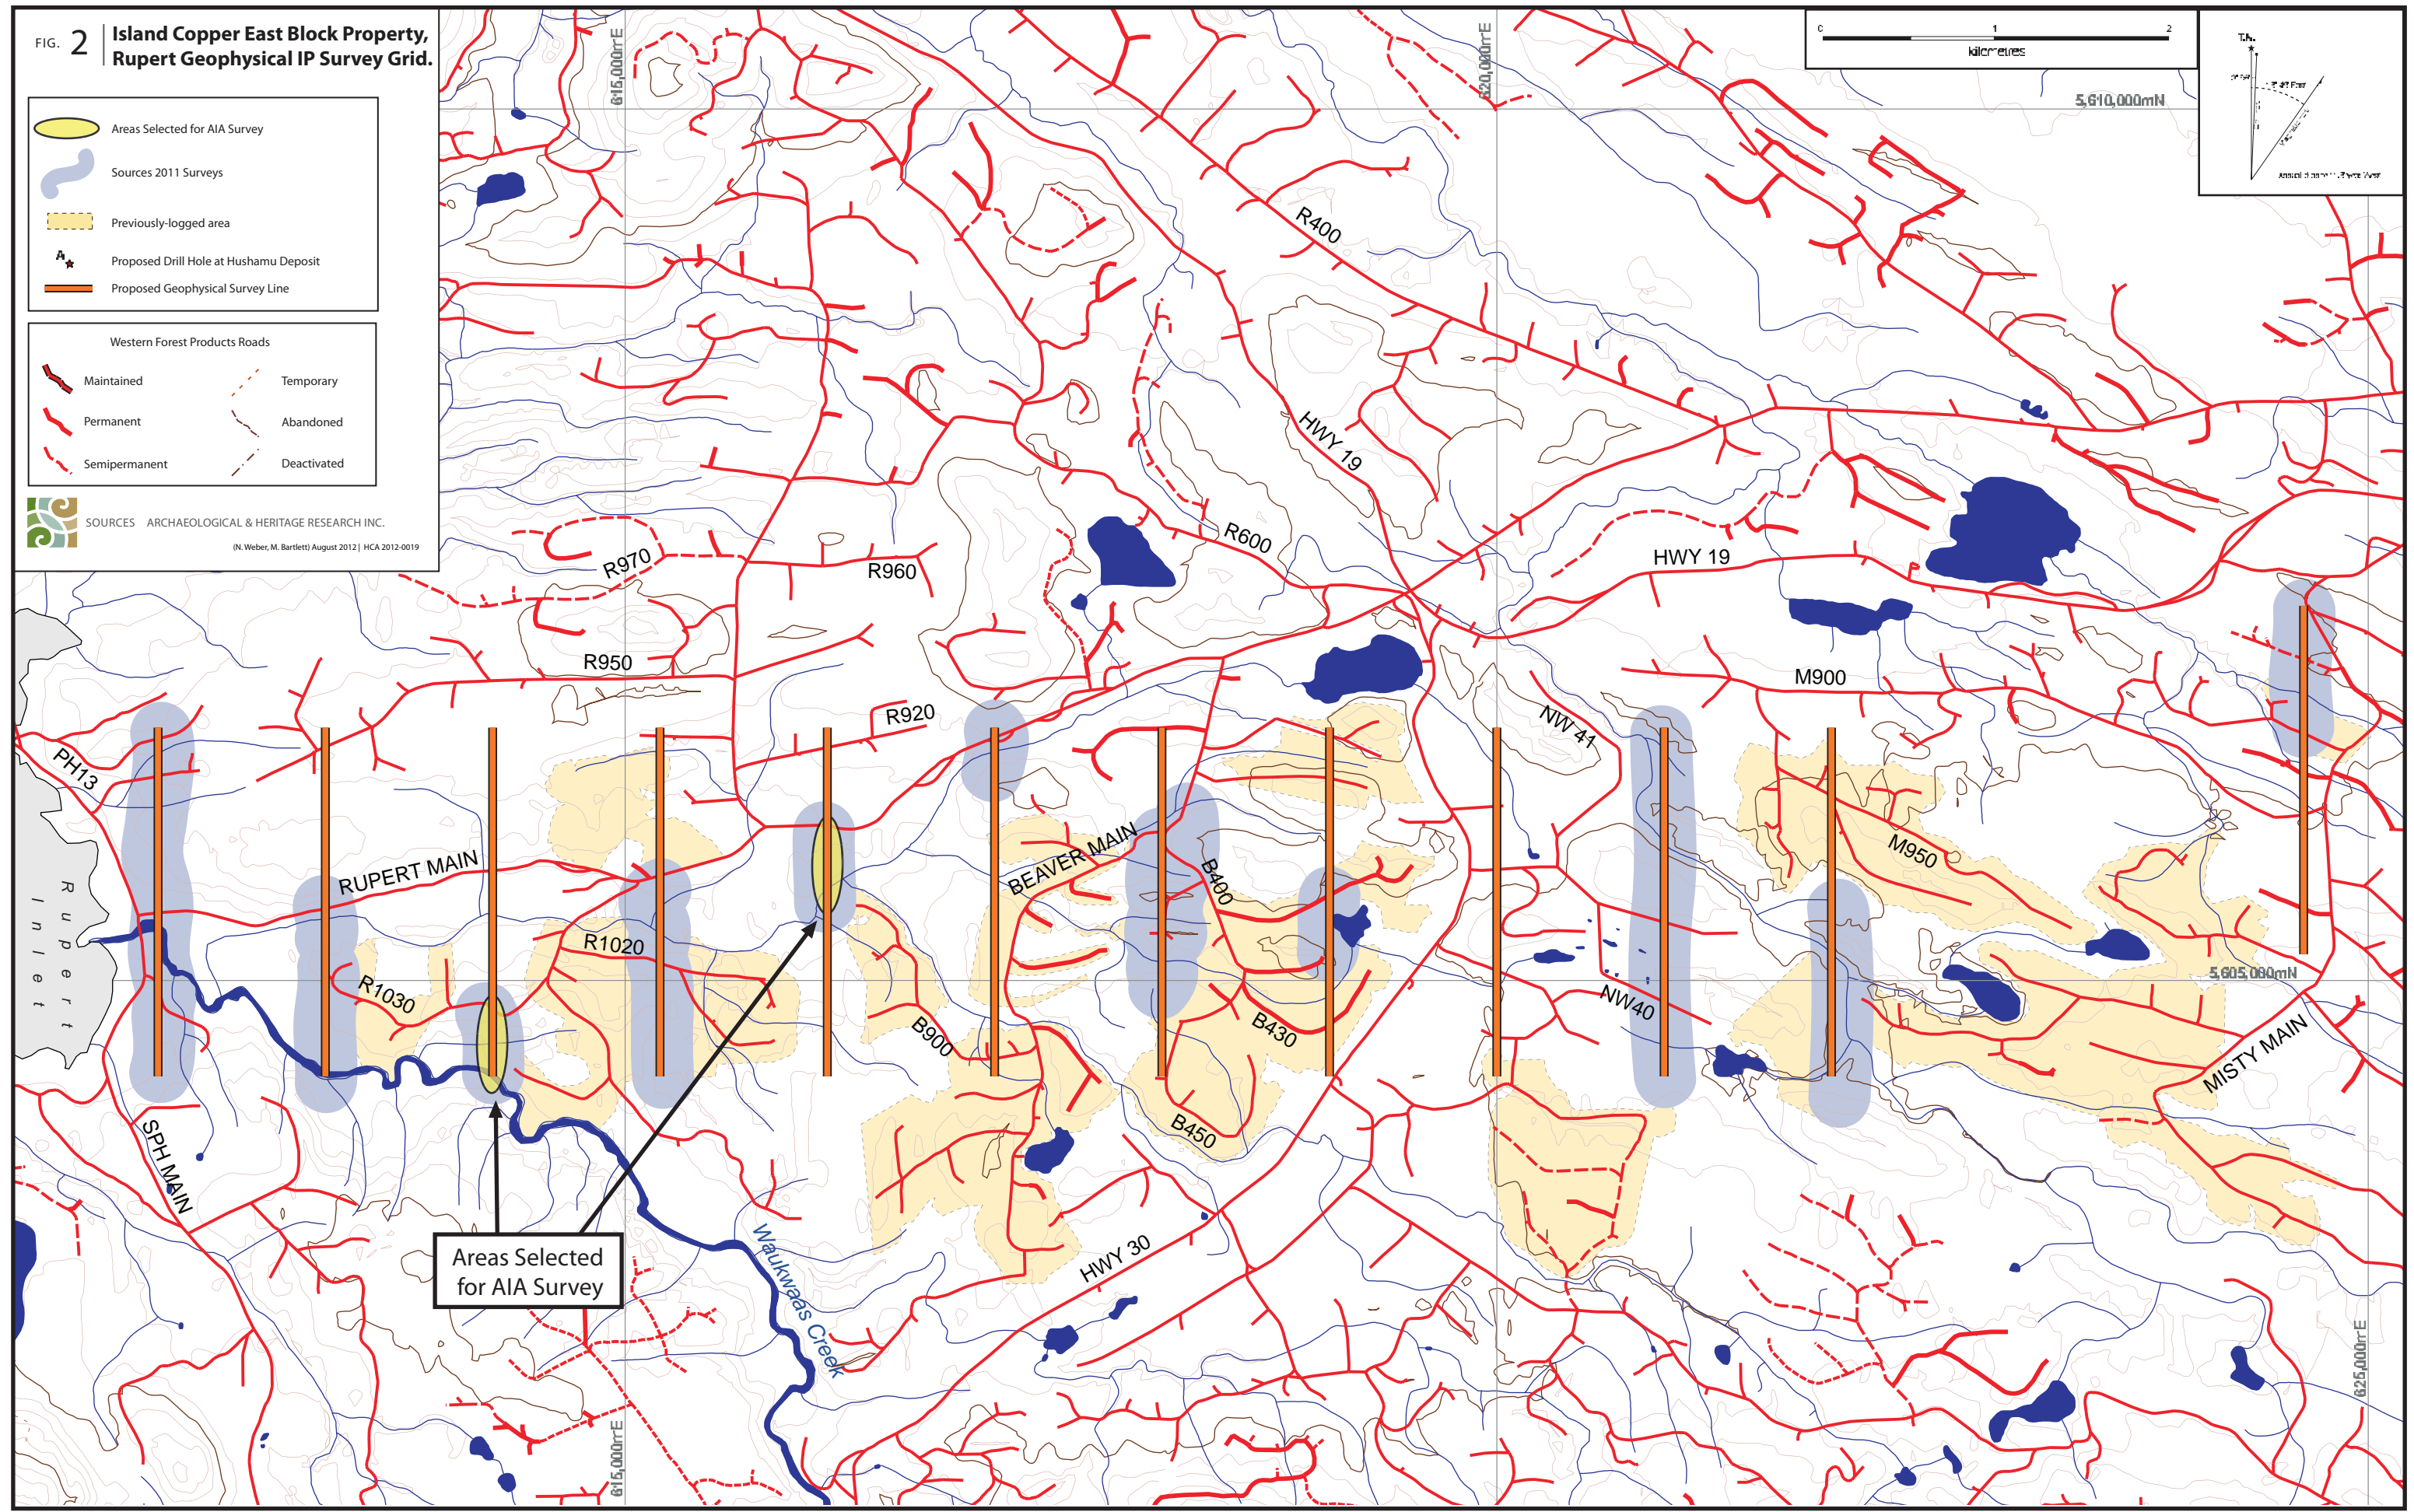 FIG. 2
Island Copper East Block Property,
Rupert Geophysical IP Survey Grid.
Areas Selected for AIA Survey
Sources 2011 Surveys
Previously-logged area
Proposed Drill Hole at Hushamu Deposit
Proposed Geophysical Survey Line
Western Forest Products Roads
Maintained
Temporary
Permanent
Abandoned
Semipermanent
Deactivated
SOURCES ARCHAEOLOGICAL & HERITAGE RESEARCH INC.
(N. Weber, M. Bartlett) August 2012 | HCA 2012-0019
0 1 2
kilometres
T.N.
615,000mE
620,000mE
5,610,000mN
R400
HWY 19
R600
HWY 19
R970
R960
R950
R920
M900
NW 41
PH13
RUPERT MAIN
BEAVER MAIN
B400
M950
Rupert
Inlet
R1020
R1030
B900
B430
NW40
5,605,000mN
MISTY MAIN
B450
SPH MAIN
Areas Selected
for AIA Survey
HWY 30
Waukwaas Creek
615,000mE
625,000mE